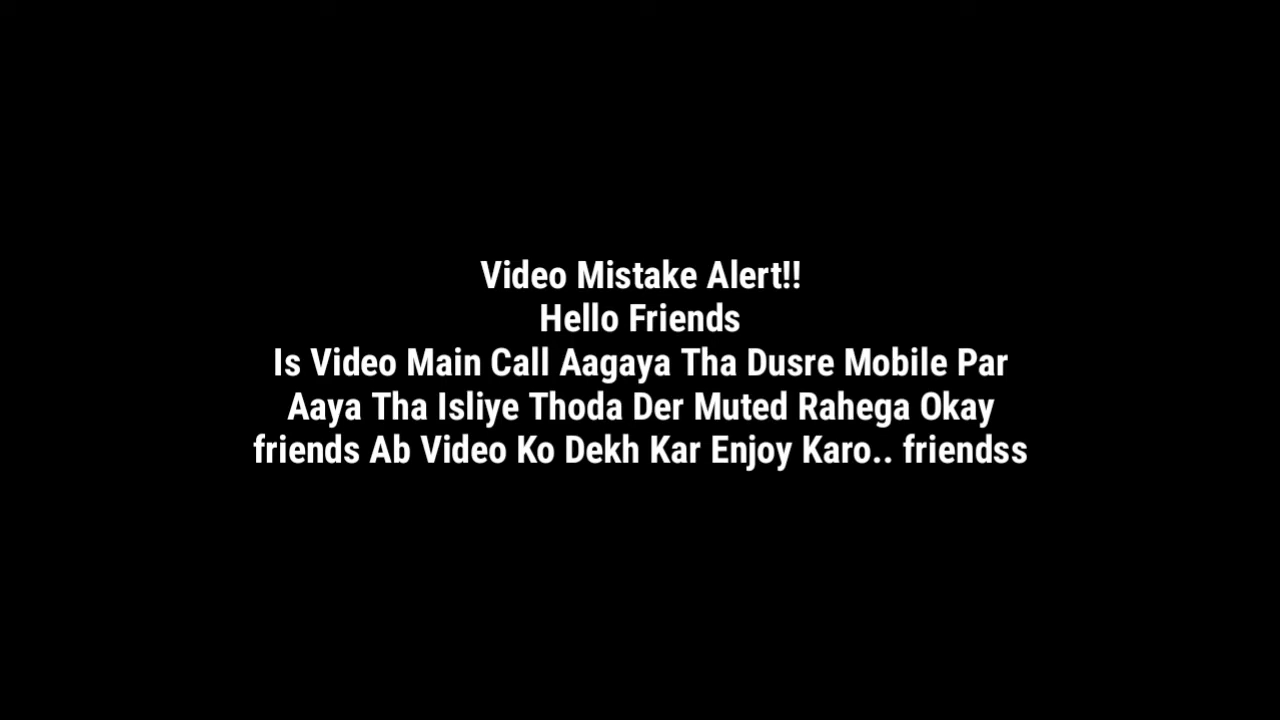 Video Mistake Alert!!
Hello Friends
Is Video Main Call Aagaya Tha Dusre Mobile Par
Aaya Tha Isliye Thoda Der Muted Rahega Okay
friends Ab Video Ko Dekh Kar Enjoy Karo.. friendss